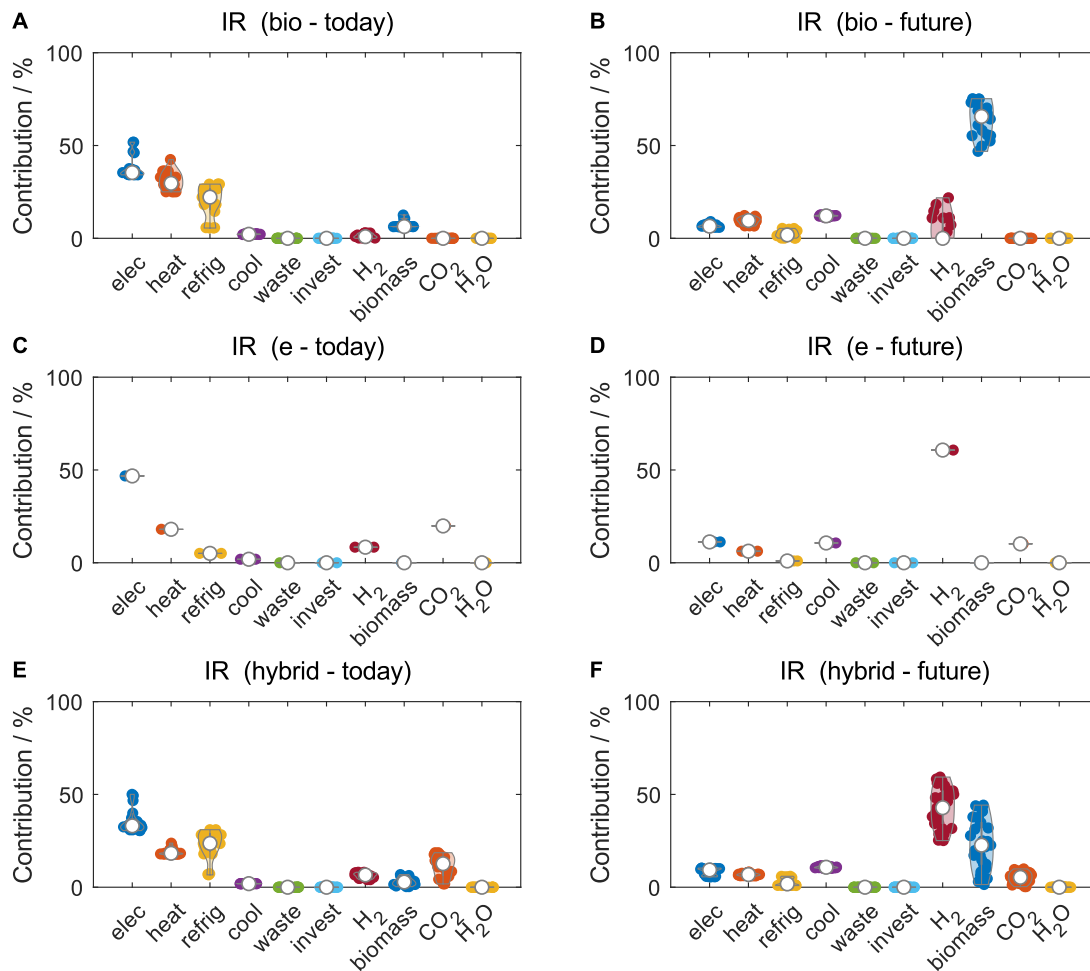 A IR (bio - today)
Contribution / %
100
50
0
elec heat refrig cool waste invest H2 biomass CO2 H2O
B IR (bio - future)
Contribution / %
100
50
0
elec heat refrig cool waste invest H2 biomass CO2 H2O
C IR (e - today)
Contribution / %
100
50
0
elec heat refrig cool waste invest H2 biomass CO2 H2O
D IR (e - future)
Contribution / %
100
50
0
elec heat refrig cool waste invest H2 biomass CO2 H2O
E IR (hybrid - today)
Contribution / %
100
50
0
elec heat refrig cool waste invest H2 biomass CO2 H2O
F IR (hybrid - future)
Contribution / %
100
50
0
elec heat refrig cool waste invest H2 biomass CO2 H2O